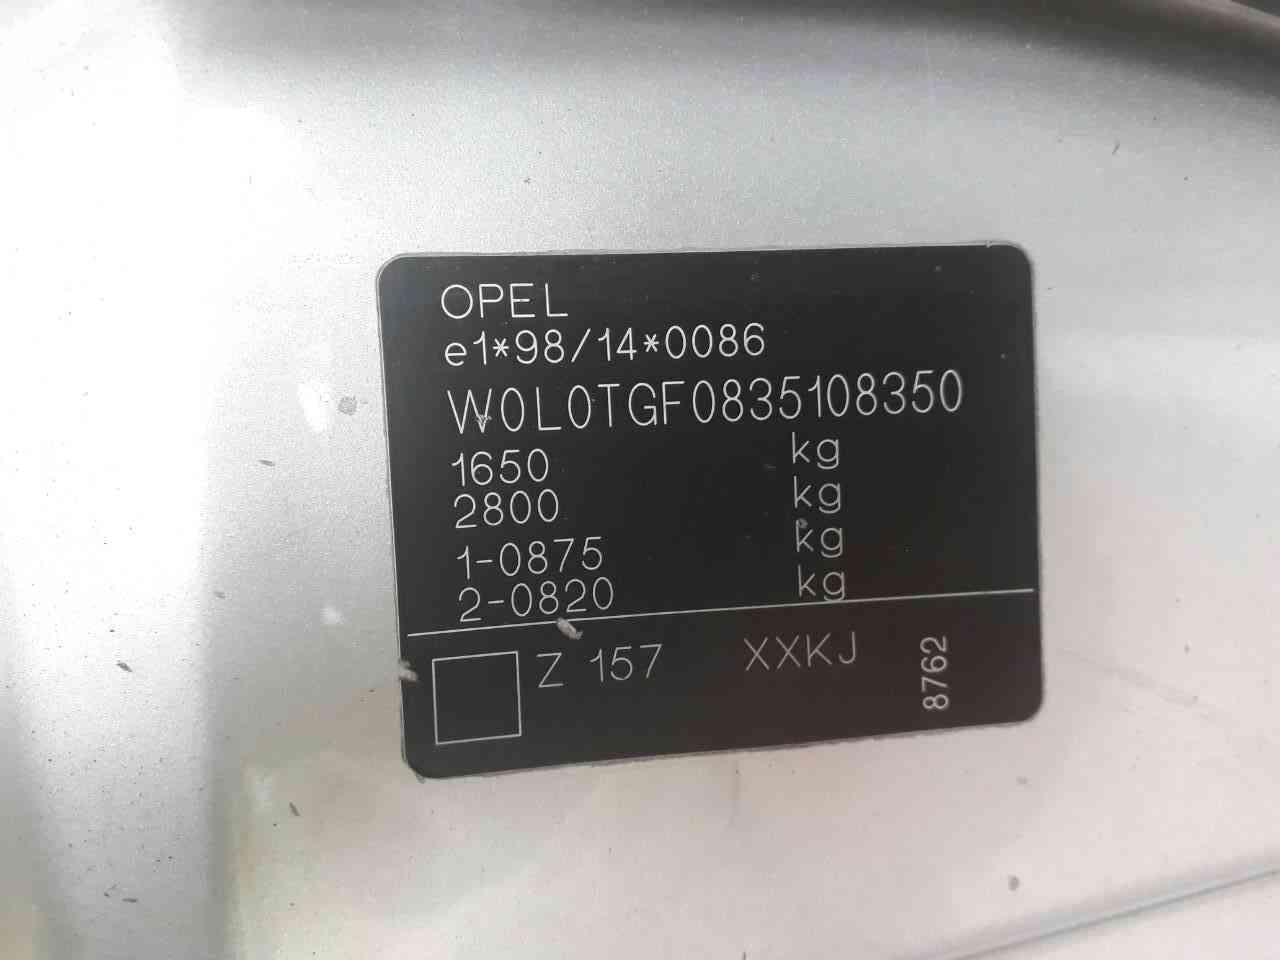 OPEL
e1*98/14*0086
W0L0TGF0835108350
1650 kg
2800 kg
1-0875 kg
2-0820 kg
Z 157 XXKJ
8762